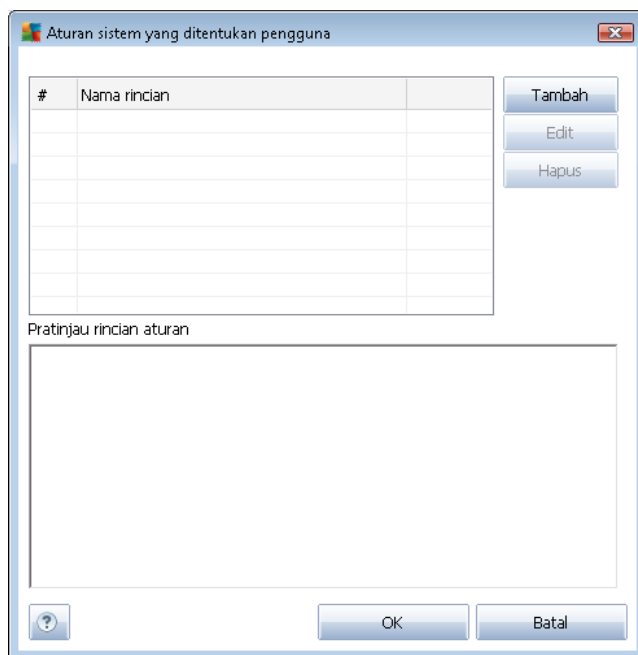 Aturan sistem yang ditentukan pengguna
# Nama rincian
Tambah
Edit
Hapus
Pratinjau rincian aturan
?
OK
Batal